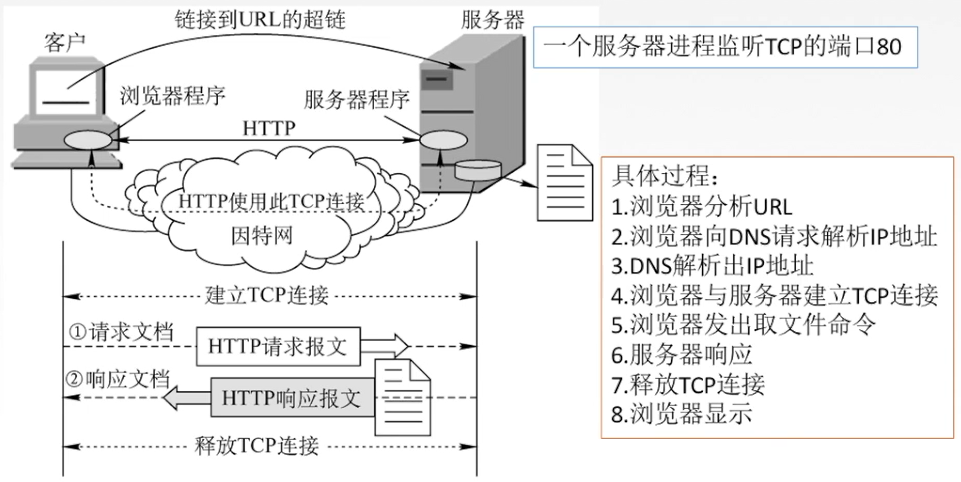 链接到URL的超链
服务器
客户
一个服务器进程监听TCP的端口80
浏览器程序
服务器程序
HTTP
HTTP使用此TCP连接
因特网
建立TCP连接
①请求文档
HTTP请求报文
②响应文档
HTTP响应报文
释放TCP连接
具体过程：
1.浏览器分析URL
2.浏览器向DNS请求解析IP地址
3.DNS解析出IP地址
4.浏览器与服务器建立TCP连接
5.浏览器发出取文件命令
6.服务器响应
7.释放TCP连接
8.浏览器显示